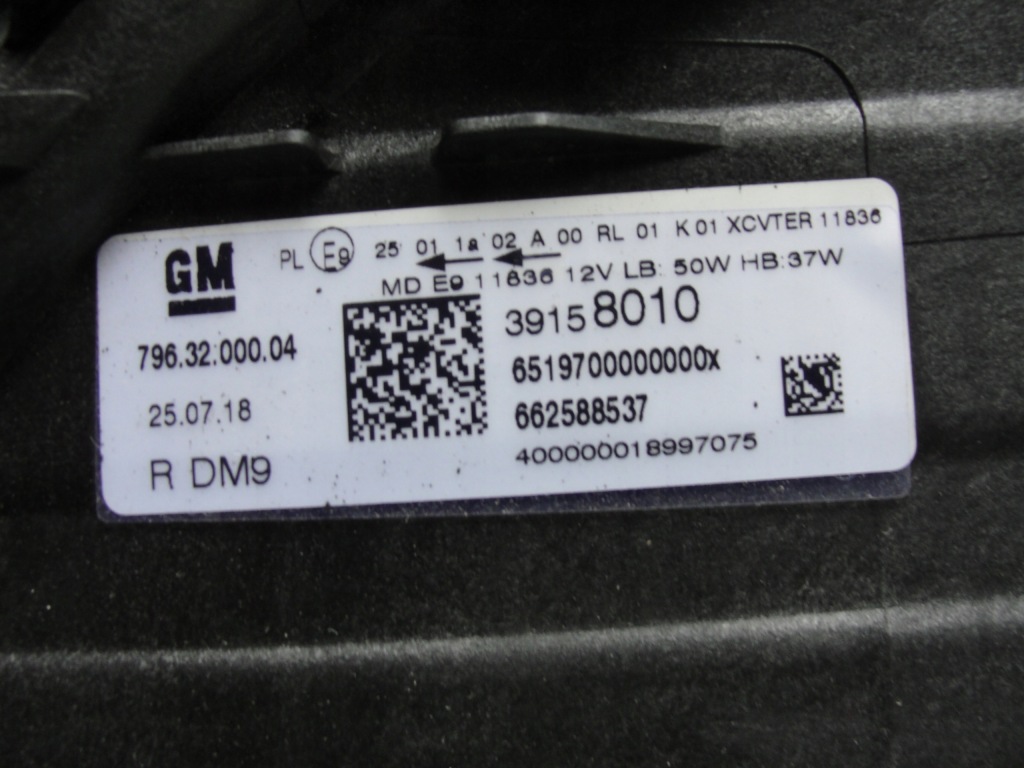 GM
PL E9 25 01 1a 02 A 00 RL 01 K 01 XCVTER 11836
MD E9 11836 12V LB: 50W HB:37W
39158010
796.32.000.04
6519700000000X
25.07.18
662588537
R DM9
400000018997075